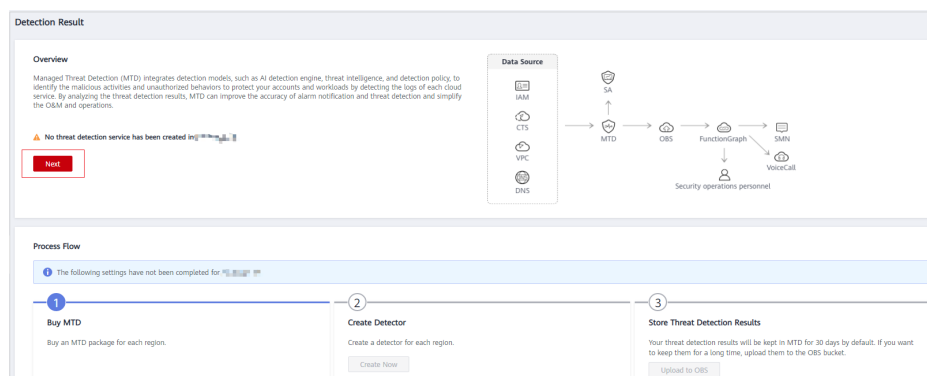 Detection Result
Overview
Managed Threat Detection (MTD) integrates detection models, such as AI detection engine, threat intelligence, and detection policy, to
identify the malicious activities and unauthorized behaviors to protect your accounts and workloads by detecting the logs of each cloud
service. By analyzing the threat detection results, MTD can improve the accuracy of alarm notification and threat detection and simplify
the O&M and operations.
No threat detection service has been created in
Next
Data Source
IAM
CTS
VPC
DNS
SA
MTD
OBS
FunctionGraph
SMN
VoiceCall
Security operations personnel
Process Flow
The following settings have not been completed for
1
Buy MTD
Buy an MTD package for each region.
2
Create Detector
Create a detector for each region.
Create Now
3
Store Threat Detection Results
Your threat detection results will be kept in MTD for 30 days by default. If you want
to keep them for a long time, upload them to the OBS bucket.
Upload to OBS